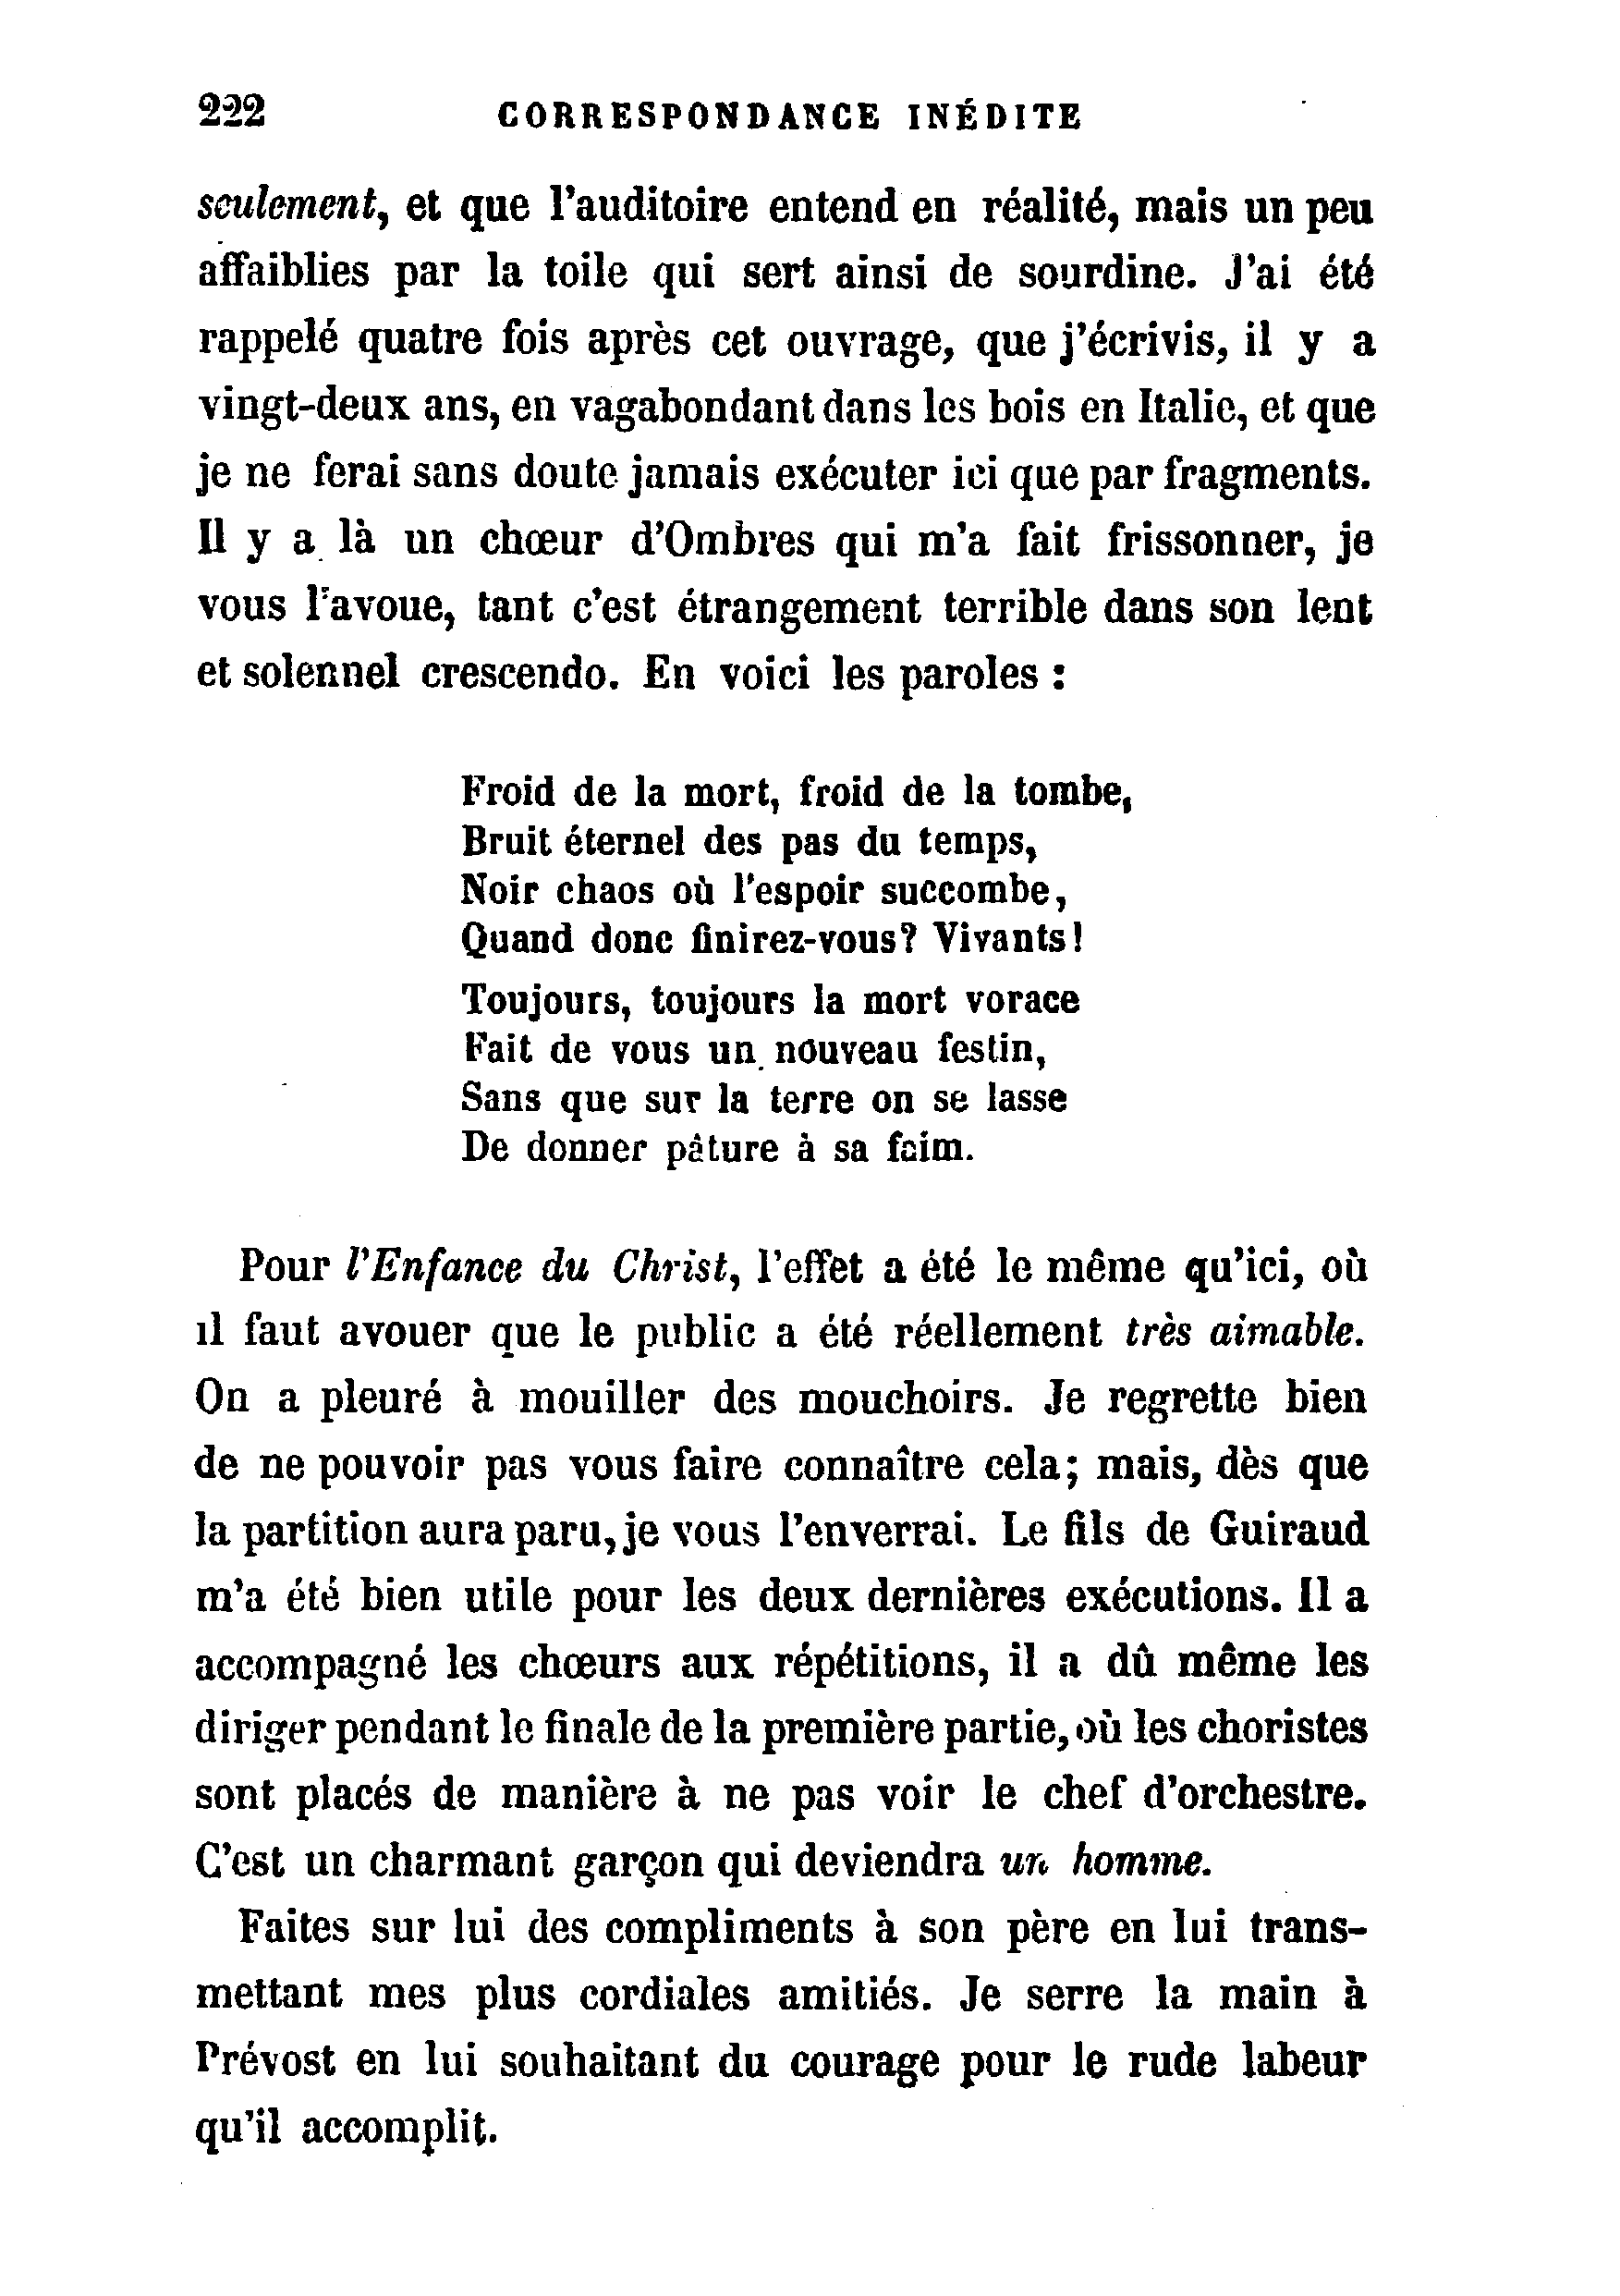 222 CORRESPONDANCE INÉDITE
seulement, et que l'auditoire entend en réalité, mais un peu
affaiblies par la toile qui sert ainsi de sourdine. J'ai été
rappelé quatre fois après cet ouvrage, que j'écrivis, il y a
vingt-deux ans, en vagabondant dans les bois en Italie, et que
je ne ferai sans doute jamais exécuter ici que par fragments.
Il y a là un chœur d'Ombres qui m'a fait frissonner, je
vous l'avoue, tant c'est étrangement terrible dans son lent
et solennel crescendo. En voici les paroles :
Froid de la mort, froid de la tombe,
Bruit éternel des pas du temps,
Noir chaos où l'espoir succombe,
Quand donc finirez-vous? Vivants!
Toujours, toujours la mort vorace
Fait de vous un nouveau festin,
Sans que sur la terre on se lasse
De donner pâture à sa faim.
Pour l'Enfance du Christ, l'effet a été le même qu'ici, où
il faut avouer que le public a été réellement très aimable.
On a pleuré à mouiller des mouchoirs. Je regrette bien
de ne pouvoir pas vous faire connaître cela; mais, dès que
la partition aura paru, je vous l'enverrai. Le fils de Guiraud
m'a été bien utile pour les deux dernières exécutions. Il a
accompagné les chœurs aux répétitions, il a dû même les
diriger pendant le finale de la première partie, où les choristes
sont placés de manière à ne pas voir le chef d'orchestre.
C'est un charmant garçon qui deviendra un homme.
Faites sur lui des compliments à son père en lui trans-
mettant mes plus cordiales amitiés. Je serre la main à
Prévost en lui souhaitant du courage pour le rude labeur
qu'il accomplit.